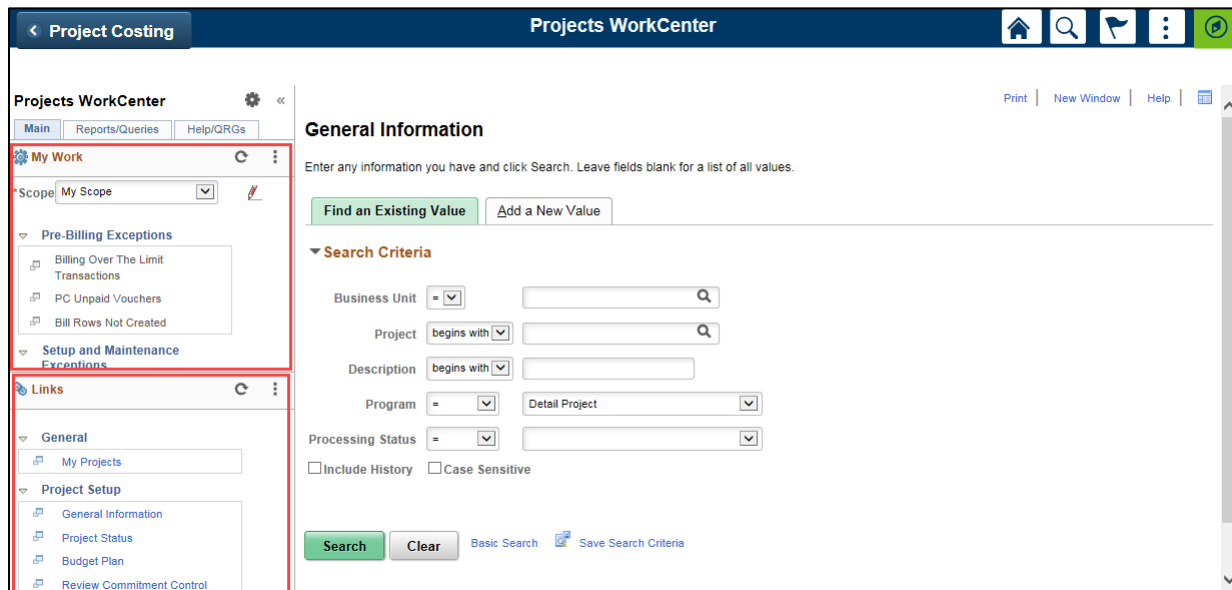 Project Costing
Projects WorkCenter
Projects WorkCenter
Main
Reports/Queries
Help/QRGs
My Work
*Scope My Scope
Pre-Billing Exceptions
Billing Over The Limit
Transactions
PC Unpaid Vouchers
Bill Rows Not Created
Setup and Maintenance
Exceptions
Links
General
My Projects
Project Setup
General Information
Project Status
Budget Plan
Review Commitment Control
Print | New Window | Help |
General Information
Enter any information you have and click Search. Leave fields blank for a list of all values.
Find an Existing Value
Add a New Value
Search Criteria
Business Unit =
Project begins with
Description begins with
Program = Detail Project
Processing Status =
Include History Case Sensitive
Search Clear Basic Search Save Search Criteria